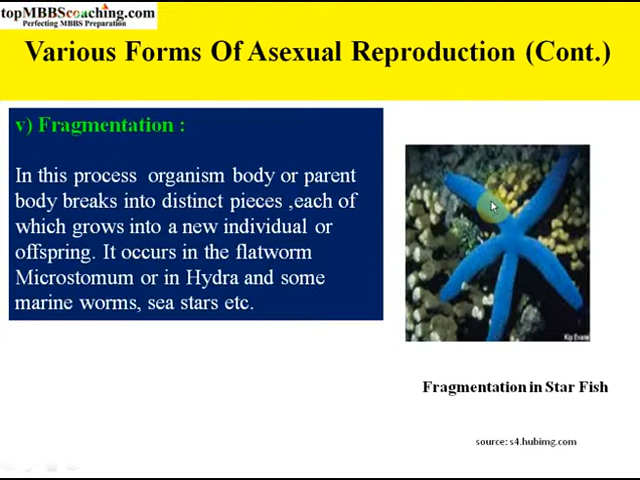 topMBBScoaching.com
Perfecting MBBS Preparation
Various Forms Of Asexual Reproduction (Cont.)
v) Fragmentation :
In this process organism body or parent
body breaks into distinct pieces ,each of
which grows into a new individual or
offspring. It occurs in the flatworm
Microstomum or in Hydra and some
marine worms, sea stars etc.
Kip Evans
Fragmentation in Star Fish
source: s4.hubimg.com